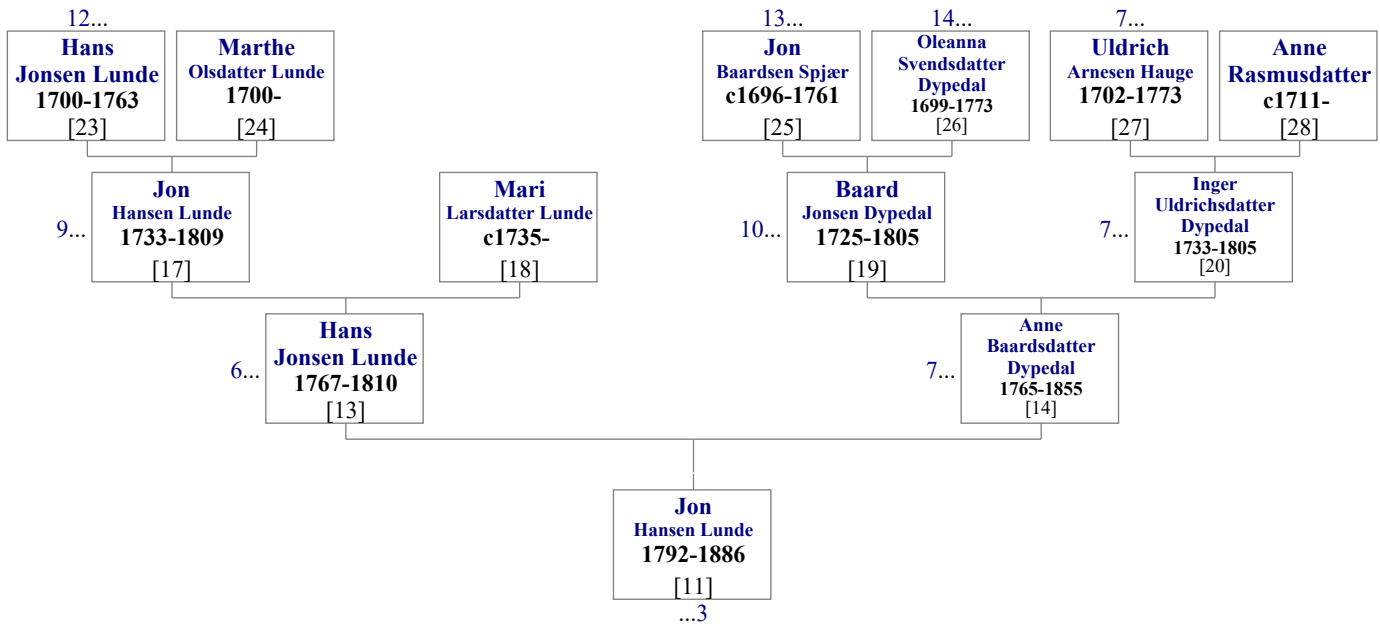 12...
Hans
Jonsen Lunde
1700-1763
[23]
Marthe
Olsdatter Lunde
1700-
[24]
13...
Jon
Baardsen Spjær
c1696-1761
[25]
14...
Oleanna
Svendsdatter
Dypedal
1699-1773
[26]
7...
Uldrich
Arnesen Hauge
1702-1773
[27]
Anne
Rasmusdatter
c1711-
[28]
9...
Jon
Hansen Lunde
1733-1809
[17]
Mari
Larsdatter Lunde
c1735-
[18]
10...
Baard
Jonsen Dypedal
1725-1805
[19]
7...
Inger
Uldrichsdatter
Dypedal
1733-1805
[20]
6...
Hans
Jonsen Lunde
1767-1810
[13]
7...
Anne
Baardsdatter
Dypedal
1765-1855
[14]
Jon
Hansen Lunde
1792-1886
[11]
...3